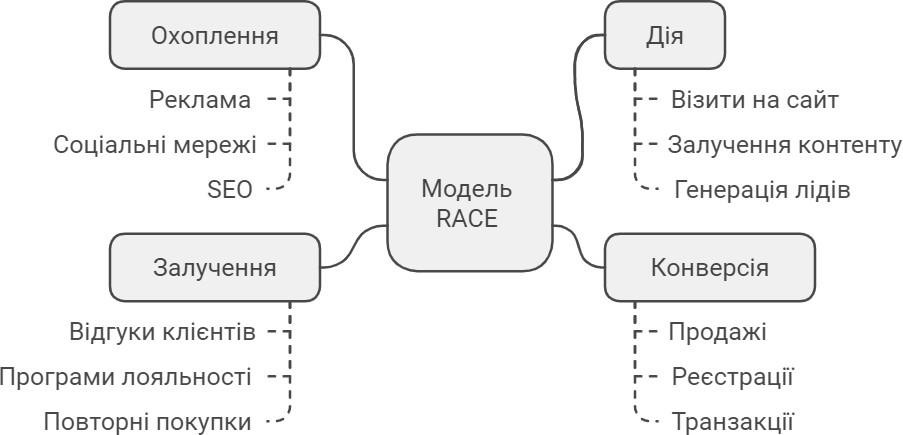 Охоплення
Реклама
Соціальні мережі
SEO
Дія
Візити на сайт
Залучення контенту
Генерація лідів
Модель
RACE
Залучення
Відгуки клієнтів
Програми лояльності
Повторні покупки
Конверсія
Продажі
Реєстрації
Транзакції